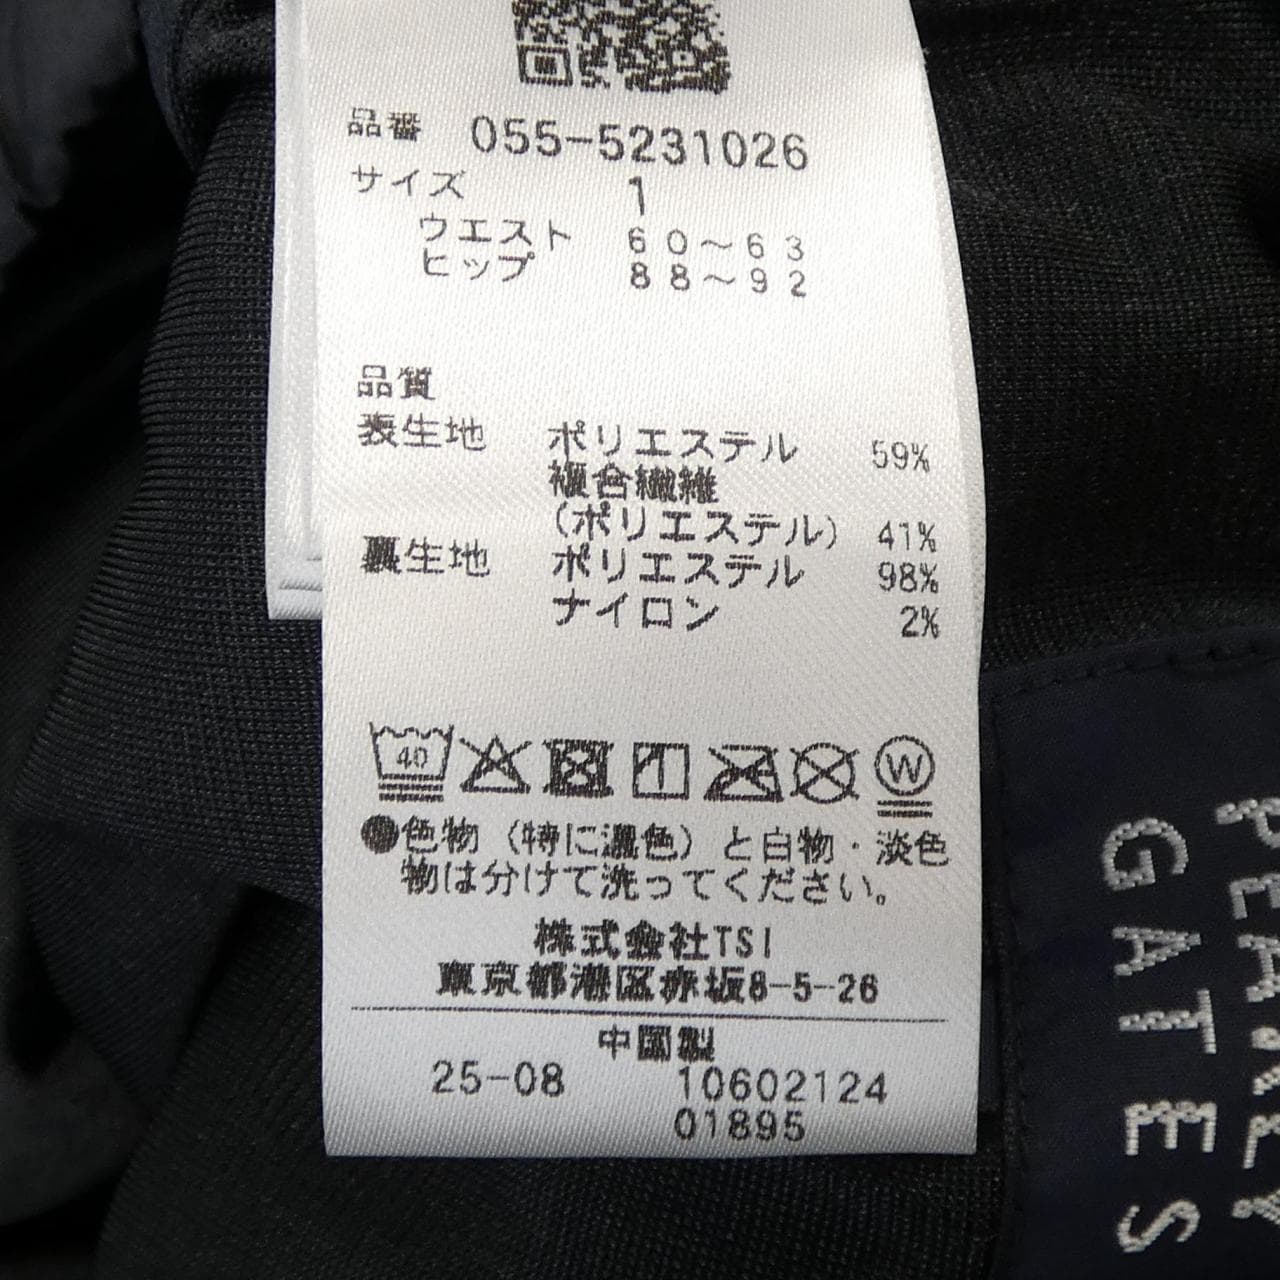 品番 055-5231026
サイズ 1
ウエスト 60～63
ヒップ 88～92
品質
表生地 ポリエステル 59%
複合繊維
(ポリエステル) 41%
裏生地 ポリエステル 98%
ナイロン 2%
40
W
●色物（特に濃色）と白物・淡色
物は分けて洗ってください。
株式会社TSI
東京都港区赤坂8-5-26
中国製
25-08 10602124
01895
PEARLY
GATES